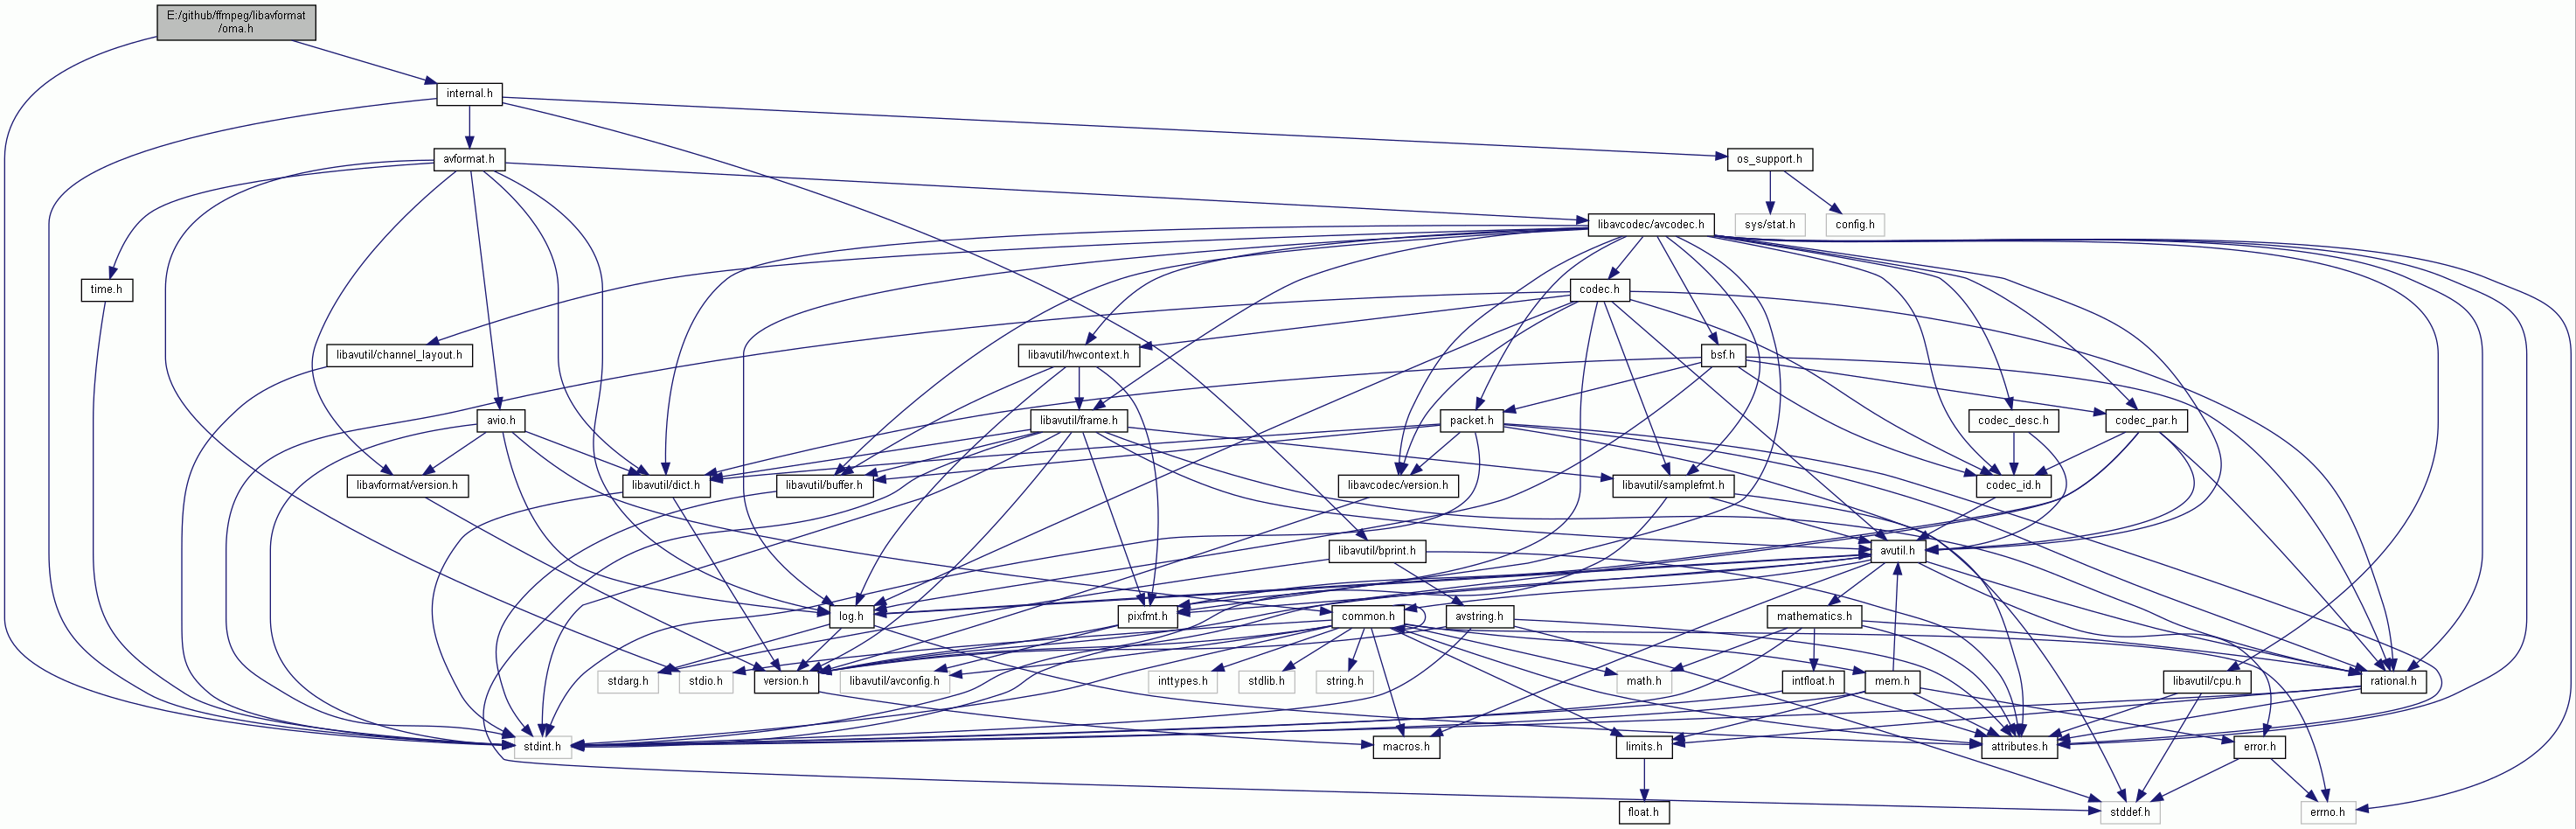 E:/github/ffmpeg/libavformat
/oma.h
internal.h
avformat.h
os_support.h
libavcodec/avcodec.h
sys/stat.h
config.h
time.h
codec.h
libavutil/channel_layout.h
libavutil/hwcontext.h
bsf.h
avio.h
libavutil/frame.h
packet.h
codec_desc.h
codec_par.h
libavformat/version.h
libavutil/dict.h
libavutil/buffer.h
libavcodec/version.h
libavutil/samplefmt.h
codec_id.h
libavutil/bprint.h
avutil.h
log.h
pixfmt.h
common.h
avstring.h
mathematics.h
stdarg.h
stdio.h
version.h
libavutil/avconfig.h
inttypes.h
stdlib.h
string.h
math.h
intfloat.h
mem.h
libavutil/cpu.h
rational.h
stdint.h
macros.h
limits.h
attributes.h
error.h
float.h
stddef.h
errno.h